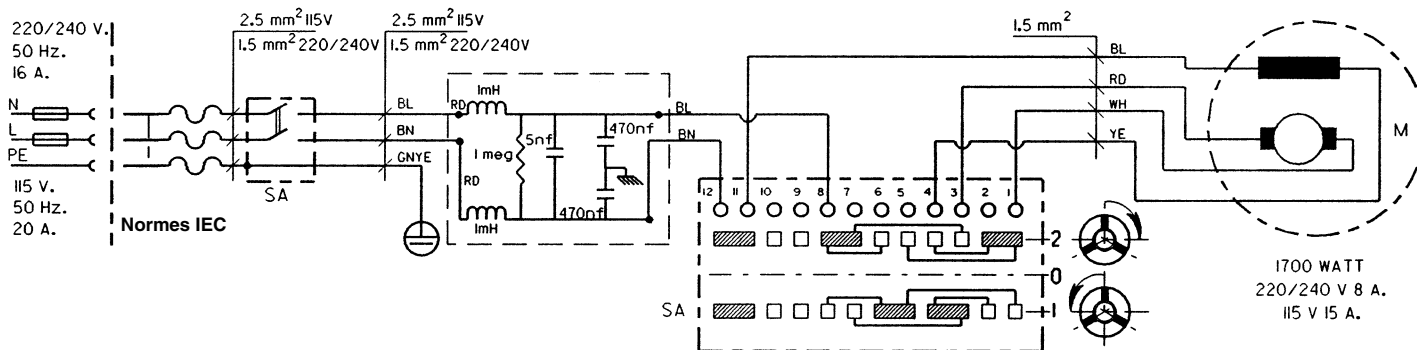 220/240 V.
50 Hz.
16 A.
N
L
PE
115 V.
50 Hz.
20 A.
Normes IEC
2.5 mm² 115V
1.5 mm² 220/240V
SA
2.5 mm² 115V
1.5 mm² 220/240V
BL
BN
GNYE
RD
1mH
5nf
470nf
1 meg
RD
470nf
1mH
BL
BN
12 11 10 9 8 7 6 5 4 3 2 1
2
0
SA
1
1.5 mm²
BL
RD
WH
YE
M
1700 WATT
220/240 V 8 A.
115 V 15 A.